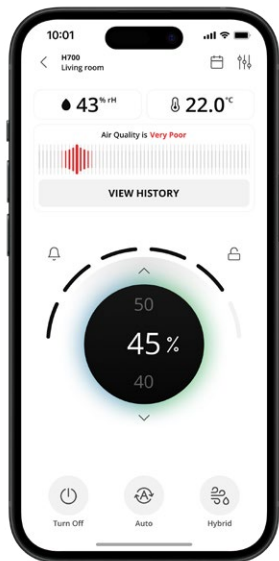 10:01
H700
Living room
43% rH
22.0°C
Air Quality is Very Poor
VIEW HISTORY
50
45%
40
A
Turn Off
Auto
Hybrid